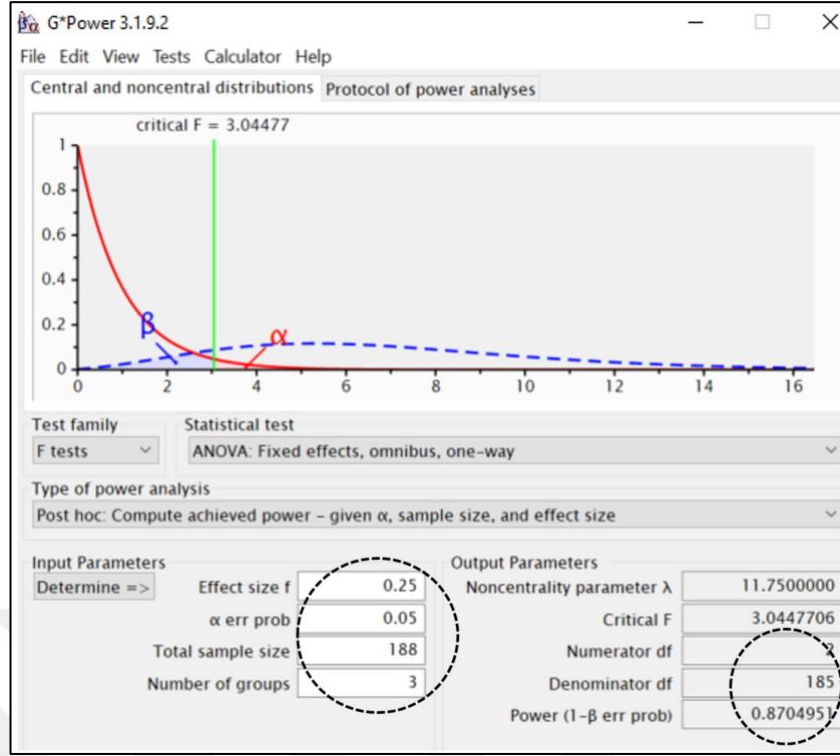 G*Power 3.1.9.2
File Edit View Tests Calculator Help
Central and noncentral distributions Protocol of power analyses
critical F = 3.04477
1
0.8
0.6
0.4
0.2
0
β
α
0 2 4 6 8 10 12 14 16
Test family Statistical test
F tests ANOVA: Fixed effects, omnibus, one-way
Type of power analysis
Post hoc: Compute achieved power – given α, sample size, and effect size
Input Parameters Output Parameters
Determine => Effect size f 0.25 Noncentrality parameter λ 11.7500000
α err prob 0.05 Critical F 3.0447706
Total sample size 188 Numerator df 2
Number of groups 3 Denominator df 185
Power (1-β err prob) 0.8704951